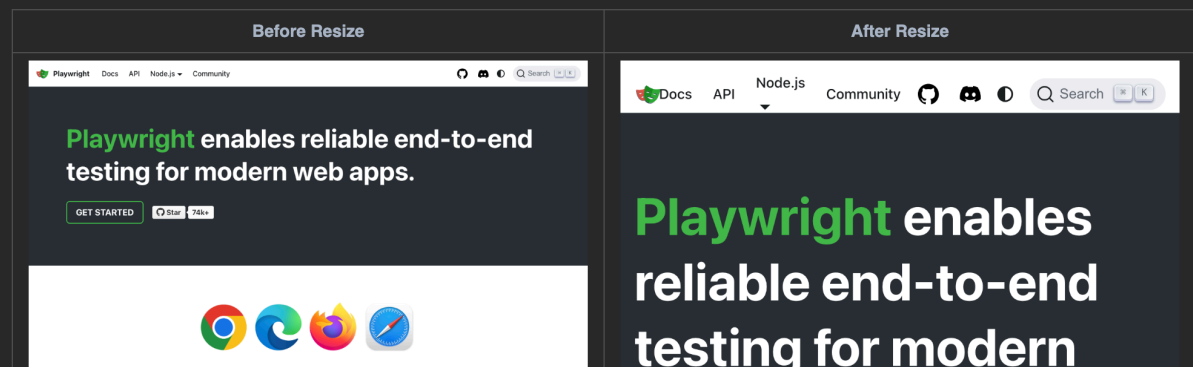 Before Resize
After Resize
Playwright Docs API Node.js Community Search ⌘ K
Playwright enables reliable end-to-end
testing for modern web apps.
GET STARTED Star 74k+
Docs API Node.js Community Search ⌘ K
Playwright enables
reliable end-to-end
testing for modern